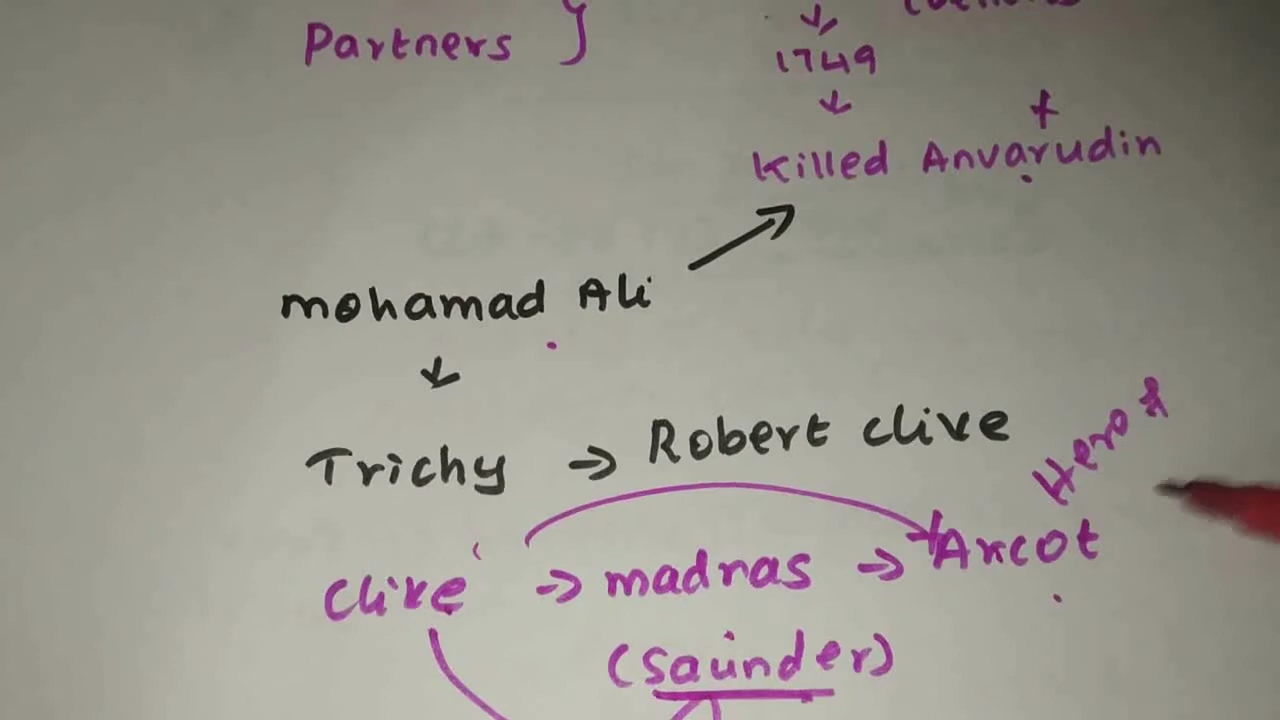 Partners }
1749
Killed Anvarudin
mohamad Ali
Trichy → Robert clive
Hero
Clive → madras → Arcot
(Saunder)